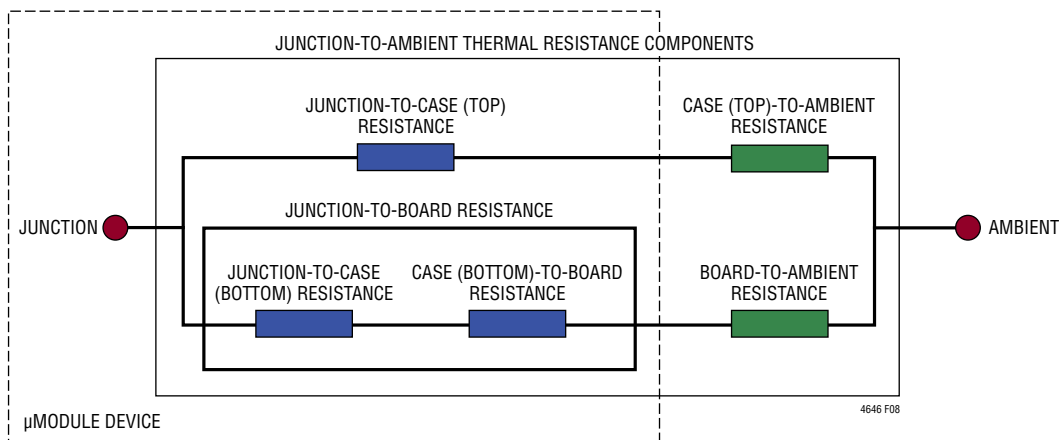 JUNCTION-TO-AMBIENT THERMAL RESISTANCE COMPONENTS
JUNCTION-TO-CASE (TOP)
RESISTANCE
CASE (TOP)-TO-AMBIENT
RESISTANCE
JUNCTION-TO-BOARD RESISTANCE
JUNCTION
AMBIENT
JUNCTION-TO-CASE
(BOTTOM) RESISTANCE
CASE (BOTTOM)-TO-BOARD
RESISTANCE
BOARD-TO-AMBIENT
RESISTANCE
4646 F08
µMODULE DEVICE